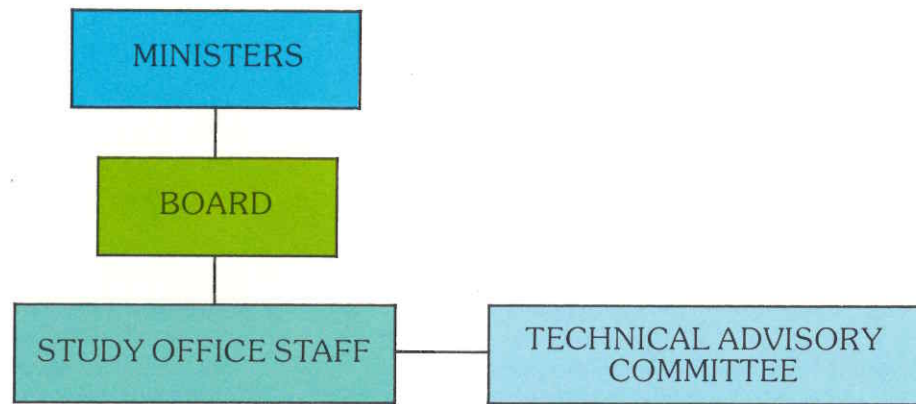 MINISTERS
BOARD
STUDY OFFICE STAFF
TECHNICAL ADVISORY
COMMITTEE